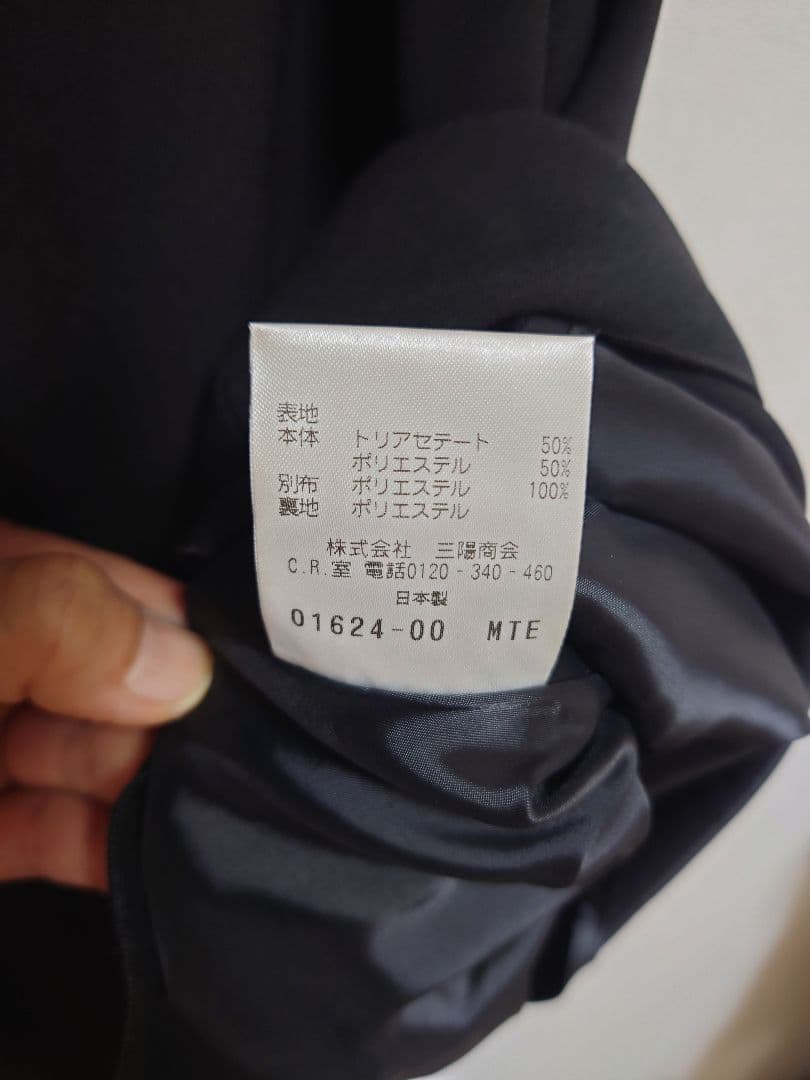 表地
本体 トリアセテート 50%
ポリエステル 50%
別布 ポリエステル 100%
裏地 ポリエステル
株式会社 三陽商会
C.R.室 電話0120-340-460
日本製
01624-00 MTE